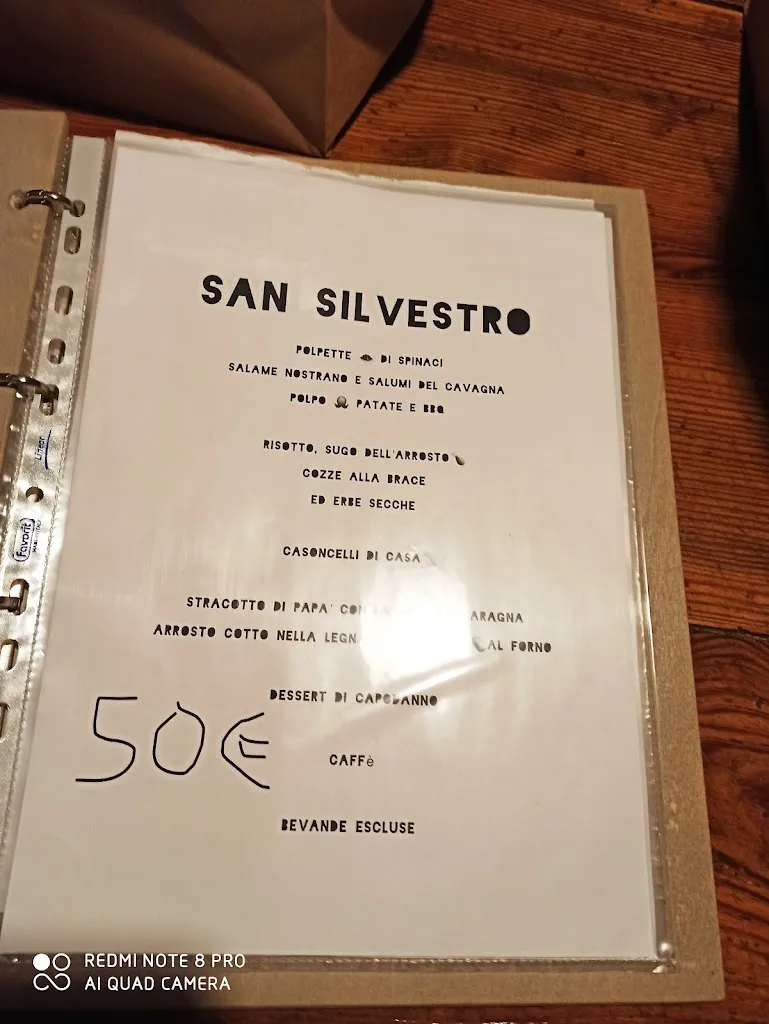 SAN SILVESTRO
POLPETTE DI SPINACI
SALAME NOSTRANO E SALUMI DEL CAVAGNA
POLPO PATATE E BBQ
RISOTTO, SUGO DELL'ARROSTO
COZZE ALLA BRACE
ED ERBE SECCHE
CASONCELLI DI CASA
STRACOTTO DI PAPA' CON
ARROSTO COTTO NELLA AL FORNO
DESSERT DI CAPODANNO
50€
CAFFè
BEVANDE ESCLUSE
Linear
Favorit
REDMI NOTE 8 PRO
AI QUAD CAMERA